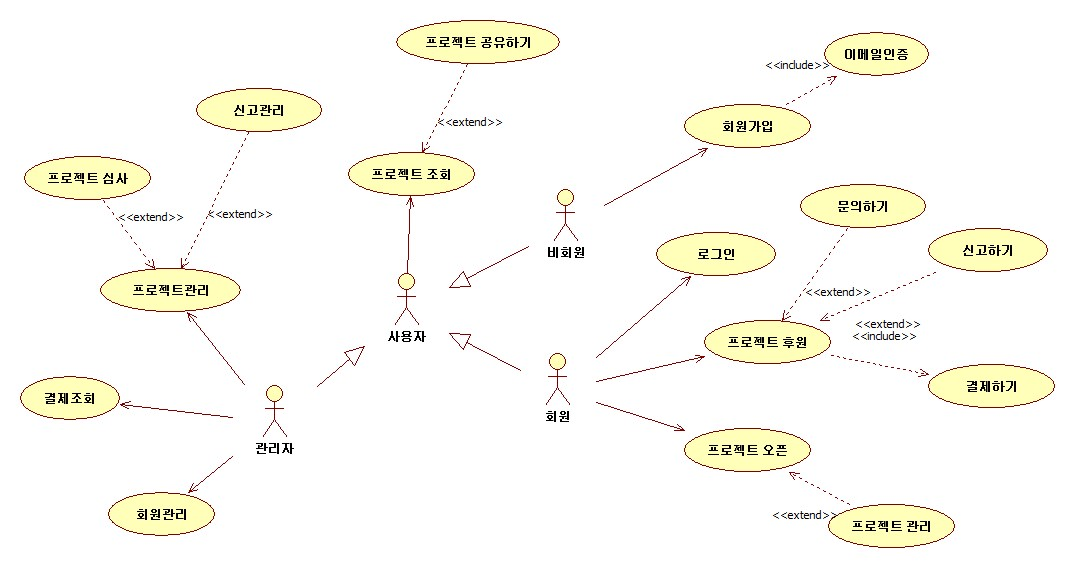 프로젝트 공유하기
이메일인증
<<include>>
신고관리
<<extend>>
회원가입
프로젝트 심사
프로젝트 조회
<<extend>>
<<extend>>
문의하기
비회원
로그인
신고하기
프로젝트관리
<<extend>>
사용자
<<extend>>
<<include>>
프로젝트 후원
결제조회
결제하기
회원
관리자
프로젝트 오픈
회원관리
<<extend>>
프로젝트 관리